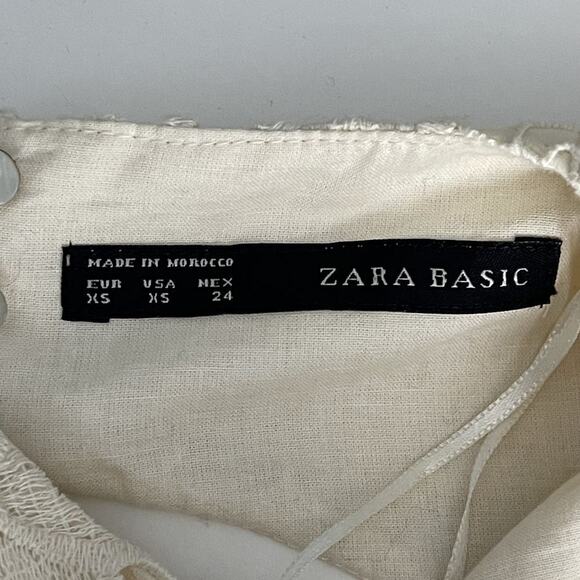 MADE IN MOROCCO
EUR USA MEX
XS XS 24
ZARA BASIC